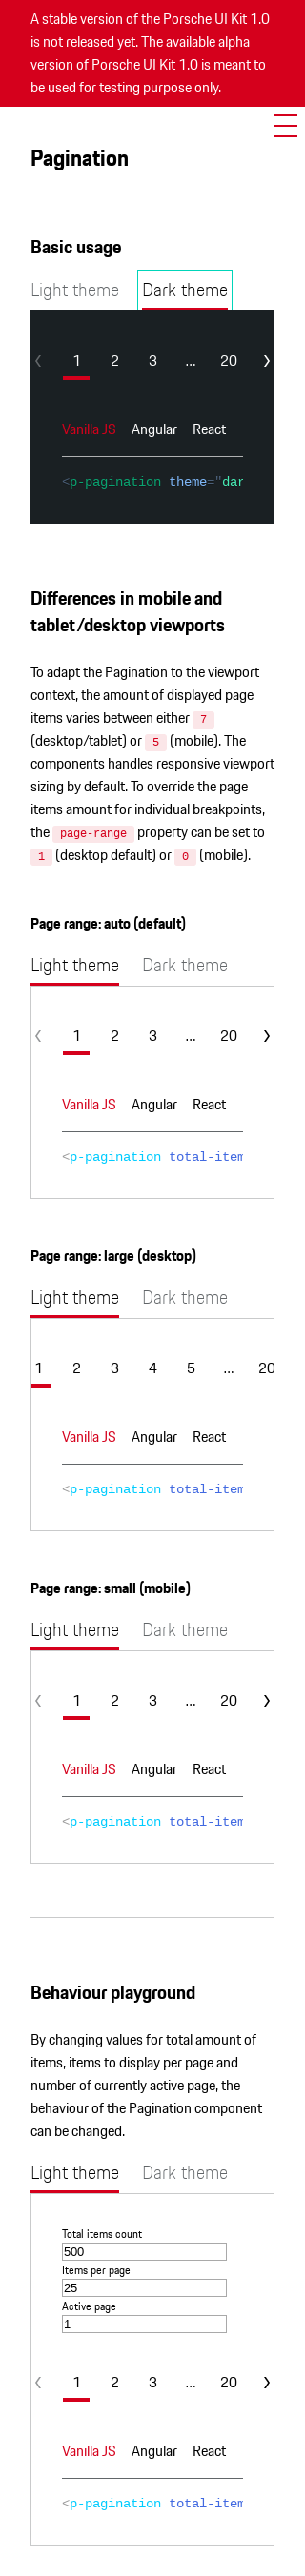 A stable version of the Porsche UI Kit 1.0
is not released yet. The available alpha
version of Porsche UI Kit 1.0 is meant to
be used for testing purpose only.
Pagination
Basic usage
Light theme Dark theme
1 2 3 ... 20
Vanilla JS Angular React
<p-pagination theme="dar
Differences in mobile and
tablet/desktop viewports
To adapt the Pagination to the viewport
context, the amount of displayed page
items varies between either 7
(desktop/tablet) or 5 (mobile). The
components handles responsive viewport
sizing by default. To override the page
items amount for individual breakpoints,
the page-range property can be set to
1 (desktop default) or 0 (mobile).
Page range: auto (default)
Light theme Dark theme
1 2 3 ... 20
Vanilla JS Angular React
<p-pagination total-item
Page range: large (desktop)
Light theme Dark theme
1 2 3 4 5 ... 20
Vanilla JS Angular React
<p-pagination total-item
Page range: small (mobile)
Light theme Dark theme
1 2 3 ... 20
Vanilla JS Angular React
<p-pagination total-item
Behaviour playground
By changing values for total amount of
items, items to display per page and
number of currently active page, the
behaviour of the Pagination component
can be changed.
Light theme Dark theme
Total items count
500
Items per page
25
Active page
1
1 2 3 ... 20
Vanilla JS Angular React
<p-pagination total-item